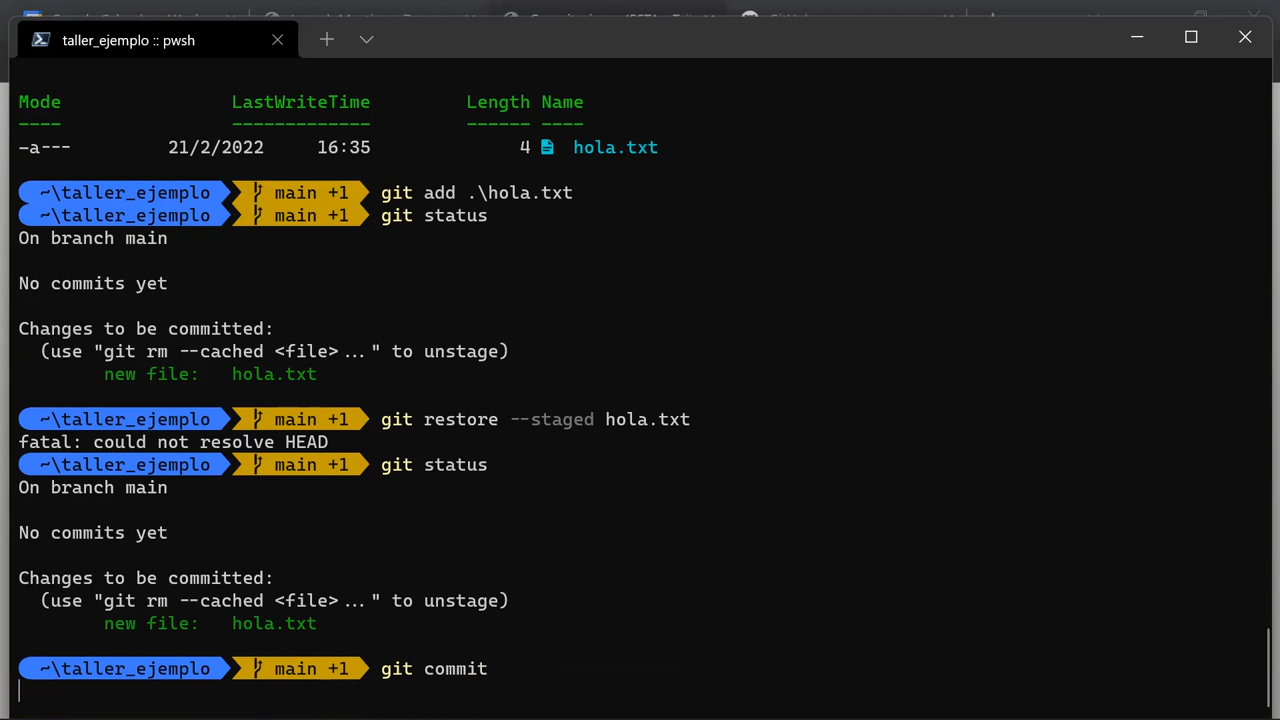 taller_ejemplo :: pwsh
Mode LastWriteTime Length Name
---- ------------- ------ ----
-a--- 21/2/2022 16:35 4 hola.txt
~\taller_ejemplo main +1 git add .\hola.txt
~\taller_ejemplo main +1 git status
On branch main
No commits yet
Changes to be committed:
(use "git rm --cached <file>..." to unstage)
new file: hola.txt
~\taller_ejemplo main +1 git restore --staged hola.txt
fatal: could not resolve HEAD
~\taller_ejemplo main +1 git status
On branch main
No commits yet
Changes to be committed:
(use "git rm --cached <file>..." to unstage)
new file: hola.txt
~\taller_ejemplo main +1 git commit